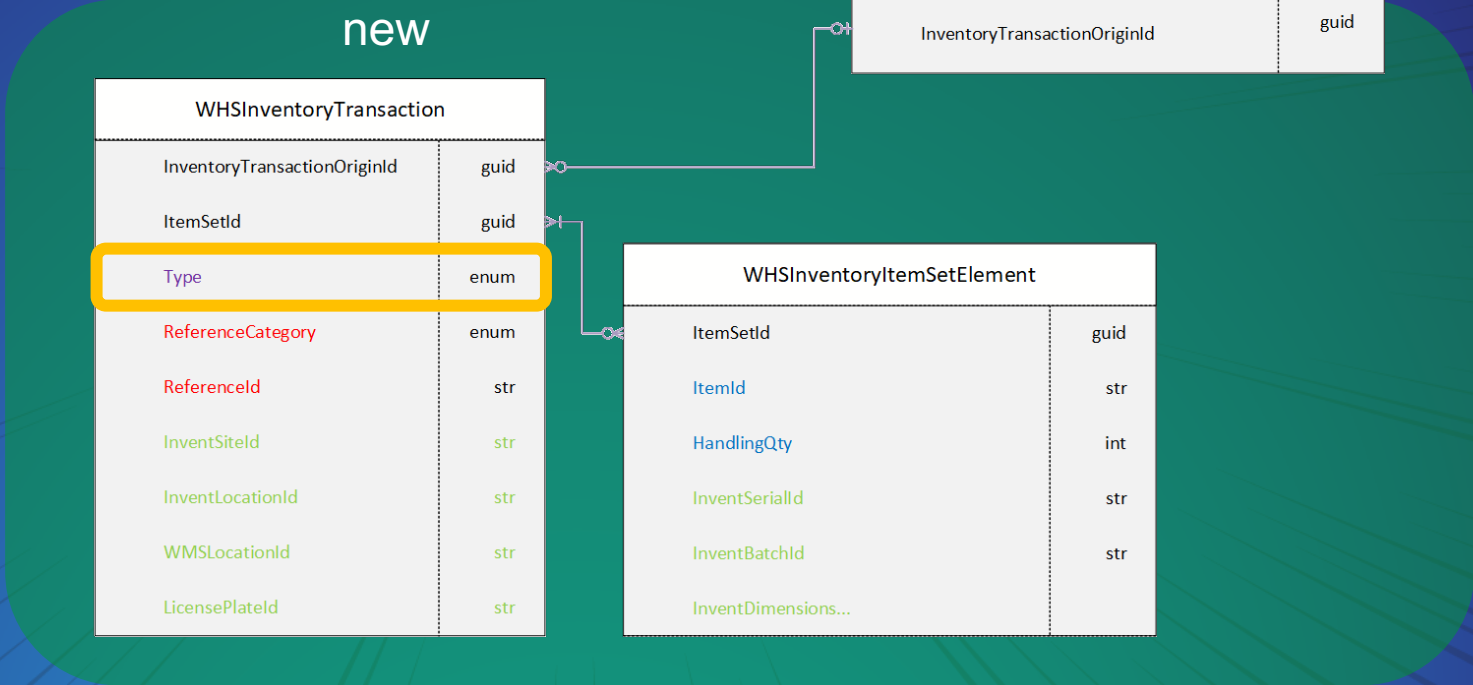 new
InventoryTransactionOriginId guid
WHSInventoryTransaction
InventoryTransactionOriginId guid
ItemSetId guid
Type enum
ReferenceCategory enum
ReferenceId str
InventSiteId str
InventLocationId str
WMSLocationId str
LicensePlateId str
WHSInventoryItemSetElement
ItemSetId guid
ItemId str
HandlingQty int
InventSerialId str
InventBatchId str
InventDimensions...